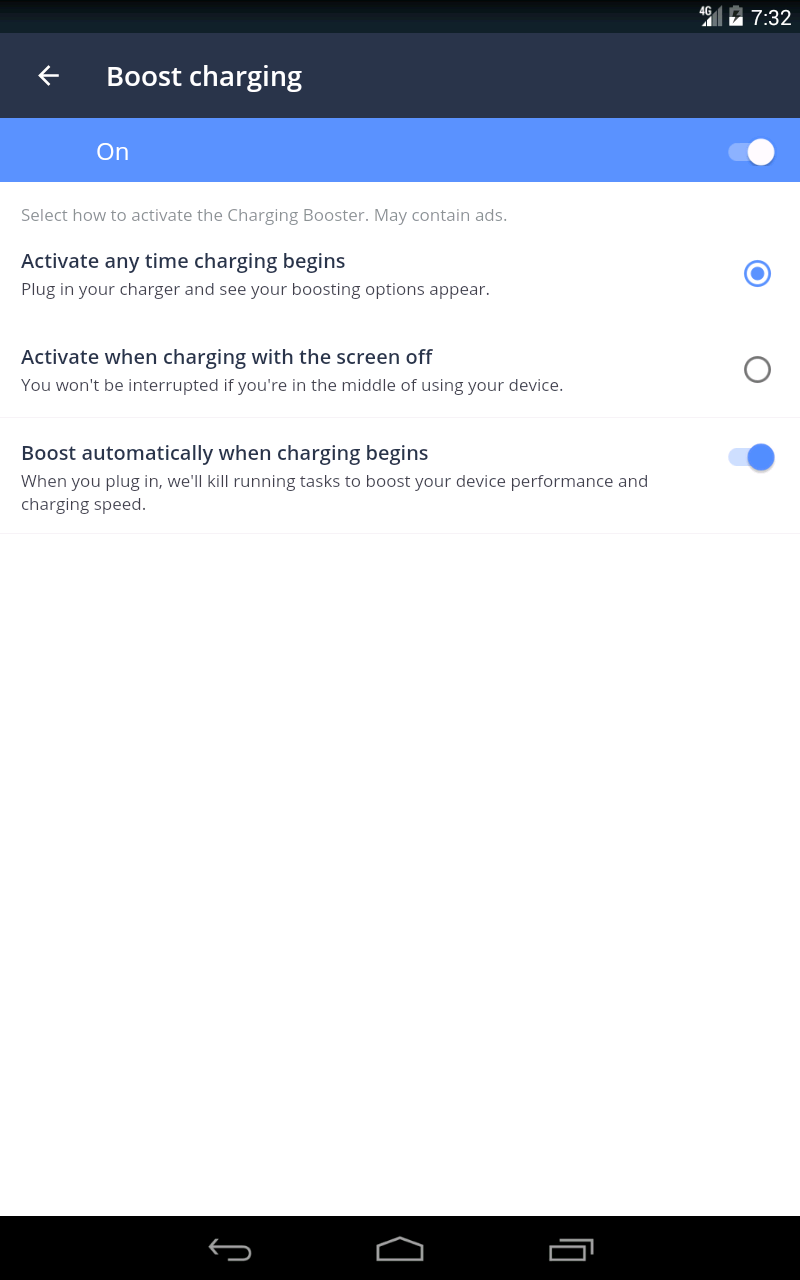 4G 7:32
Boost charging
On
Select how to activate the Charging Booster. May contain ads.
Activate any time charging begins
Plug in your charger and see your boosting options appear.
Activate when charging with the screen off
You won't be interrupted if you're in the middle of using your device.
Boost automatically when charging begins
When you plug in, we'll kill running tasks to boost your device performance and
charging speed.